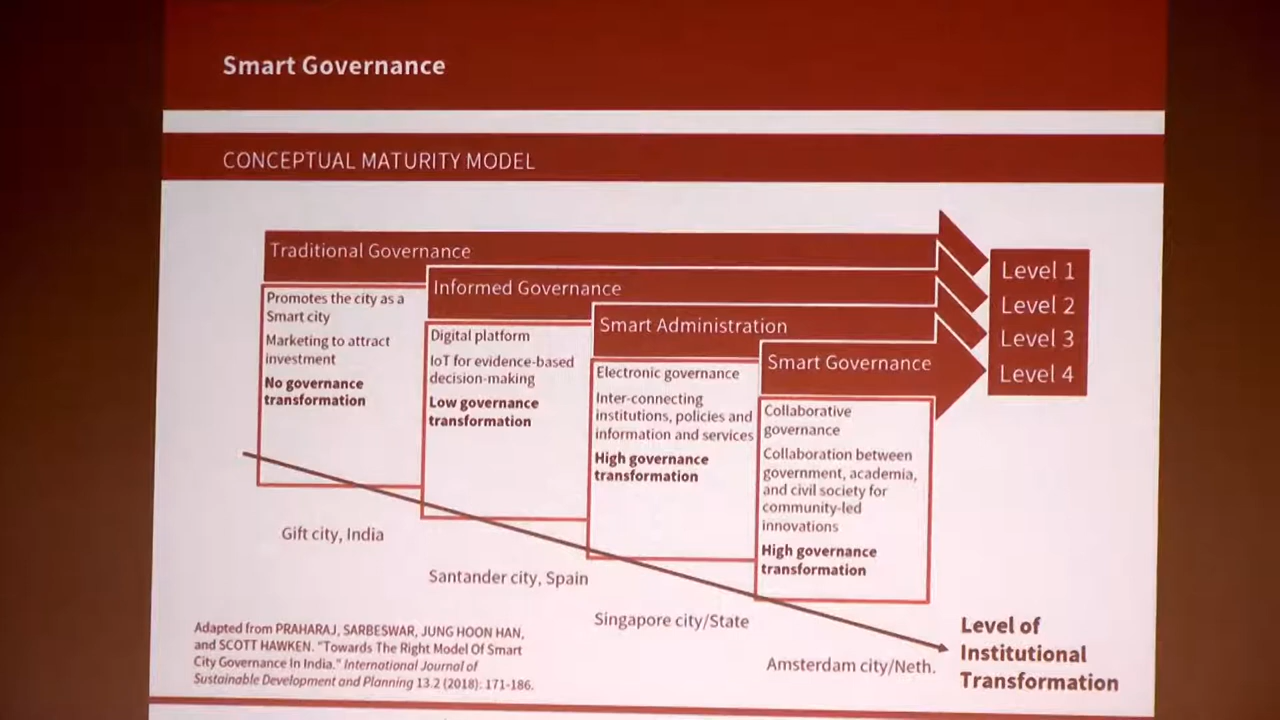 Smart Governance
CONCEPTUAL MATURITY MODEL
Traditional Governance
Promotes the city as a
Smart city
Marketing to attract
investment
No governance
transformation
Informed Governance
Digital platform
IoT for evidence-based
decision-making
Low governance
transformation
Smart Administration
Electronic governance
Inter-connecting
institutions, policies and
information and services
High governance
transformation
Smart Governance
Collaborative
governance
Collaboration between
government, academia,
and civil society for
community-led
innovations
High governance
transformation
Level 1
Level 2
Level 3
Level 4
Gift city, India
Santander city, Spain
Singapore city/State
Amsterdam city/Neth.
Level of
Institutional
Transformation
Adapted from PRAHARAJ, SARBESWAR, JUNG HOON HAN,
and SCOTT HAWKEN. "Towards The Right Model Of Smart
City Governance In India." International Journal of
Sustainable Development and Planning 13.2 (2018): 171-186.